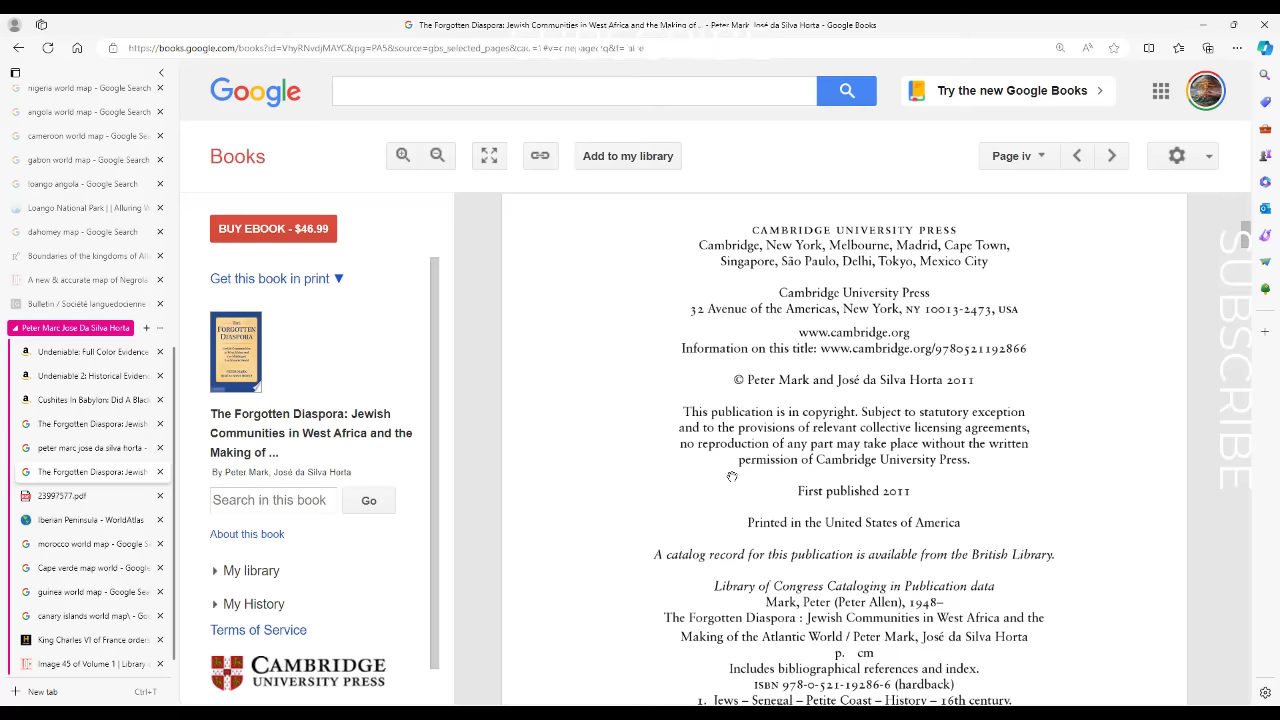 The Forgotten Diaspora: Jewish Communities in West Africa and the Making of... - Peter Mark, José da Silva Horta - Google Books
nigeria world map - Google Search
angola world map - Google Search
cameroon world map - Google Sea
gabon world map - Google Search
loango angola - Google Search
Loango National Park | Alluring W
dahomey world map - Google Search
Boundaries of the kingdoms of A
A new & accurate map of Negrola
Bulletin / Société languedocienne
Peter Marc Jose Da Silva Horta
Undeniable: Full Color Evidence
Undeniable 2: Historical Evidenc
Cushites In Babylon: Did A Black
The Forgotten Diaspora: Jewish
peter marc josé da silva horta -
The Forgotten Diaspora: Jewish
23997577.pdf
Iberian Peninsula - WorldAtlas
morocco world map - Google Se
Cape verde map world - Google
guinea world map - Google Sear
canary islands world map - Goog
King Charles VI of France orders
Image 45 of Volume 1 | Library o
New tab
Ctrl+T
Google
Try the new Google Books
Books
Add to my library
Page iv
BUY EBOOK - $46.99
Get this book in print ▼
The Forgotten Diaspora: Jewish
Communities in West Africa and the
Making of ...
By Peter Mark, José da Silva Horta
Search in this book
Go
About this book
My library
My History
Terms of Service
CAMBRIDGE
UNIVERSITY PRESS
CAMBRIDGE UNIVERSITY PRESS
Cambridge, New York, Melbourne, Madrid, Cape Town,
Singapore, São Paulo, Delhi, Tokyo, Mexico City
Cambridge University Press
32 Avenue of the Americas, New York, NY 10013-2473, USA
www.cambridge.org
Information on this title: www.cambridge.org/9780521192866
© Peter Mark and José da Silva Horta 2011
This publication is in copyright. Subject to statutory exception
and to the provisions of relevant collective licensing agreements,
no reproduction of any part may take place without the written
permission of Cambridge University Press.
First published 2011
Printed in the United States of America
A catalog record for this publication is available from the British Library.
Library of Congress Cataloging in Publication data
Mark, Peter (Peter Allen), 1948–
The Forgotten Diaspora : Jewish Communities in West Africa and the
Making of the Atlantic World / Peter Mark, José da Silva Horta
p. cm
Includes bibliographical references and index.
ISBN 978-0-521-19286-6 (hardback)
1. Jews – Senegal – Petite Coast – History – 16th century.
SUBSCRIBE